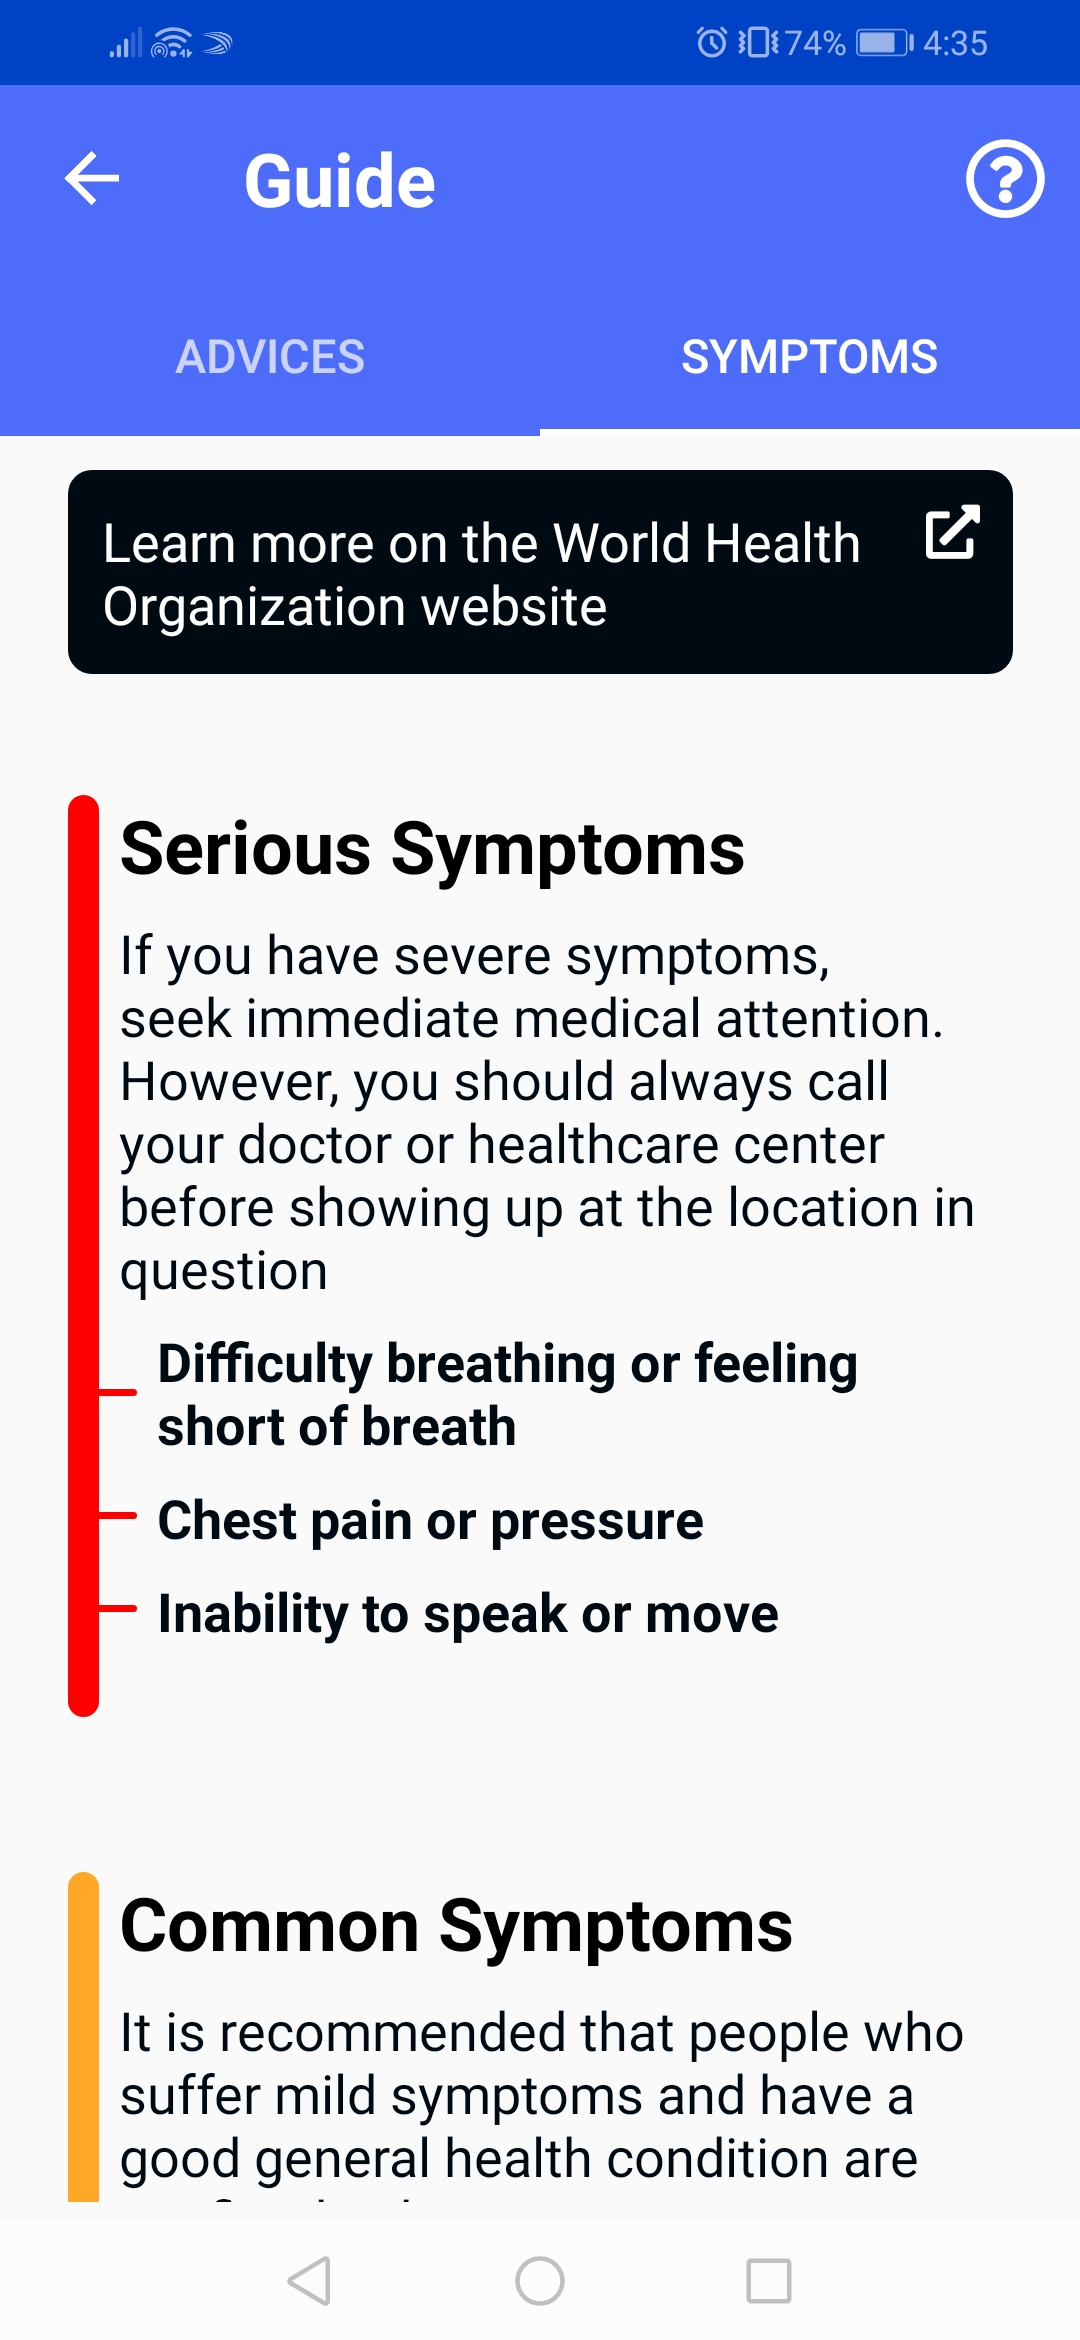 74% 4:35
Guide
ADVICES SYMPTOMS
Learn more on the World Health
Organization website
Serious Symptoms
If you have severe symptoms,
seek immediate medical attention.
However, you should always call
your doctor or healthcare center
before showing up at the location in
question
Difficulty breathing or feeling
short of breath
Chest pain or pressure
Inability to speak or move
Common Symptoms
It is recommended that people who
suffer mild symptoms and have a
good general health condition are